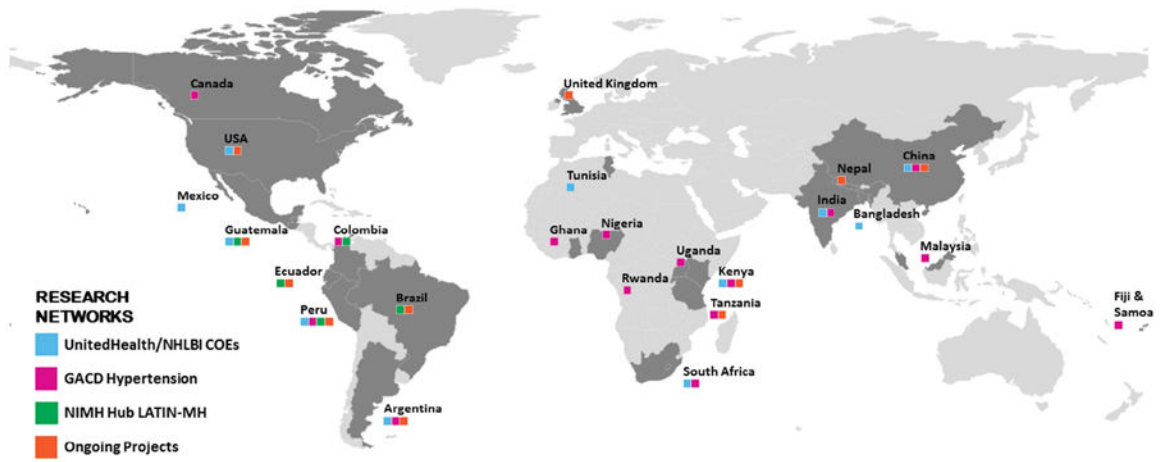 Canada
United Kingdom
USA
Tunisia
Nepal
China
Mexico
India
Bangladesh
Guatemala
Colombia
Ghana
Nigeria
Malaysia
Ecuador
Uganda
Rwanda
Kenya
Peru
Brazil
Tanzania
Fiji &
Samoa
South Africa
Argentina
RESEARCH
NETWORKS
UnitedHealth/NHLBI COEs
GACD Hypertension
NIMH Hub LATIN-MH
Ongoing Projects